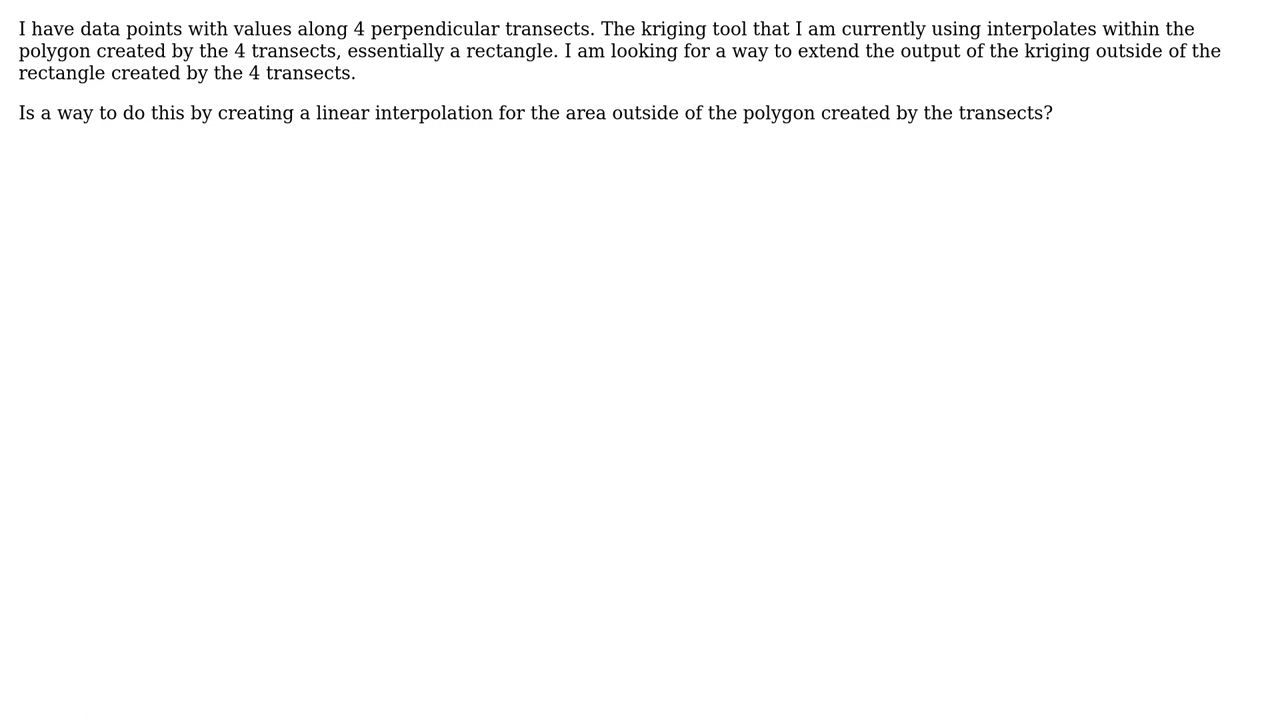 I have data points with values along 4 perpendicular transects. The kriging tool that I am currently using interpolates within the
polygon created by the 4 transects, essentially a rectangle. I am looking for a way to extend the output of the kriging outside of the
rectangle created by the 4 transects.
Is a way to do this by creating a linear interpolation for the area outside of the polygon created by the transects?